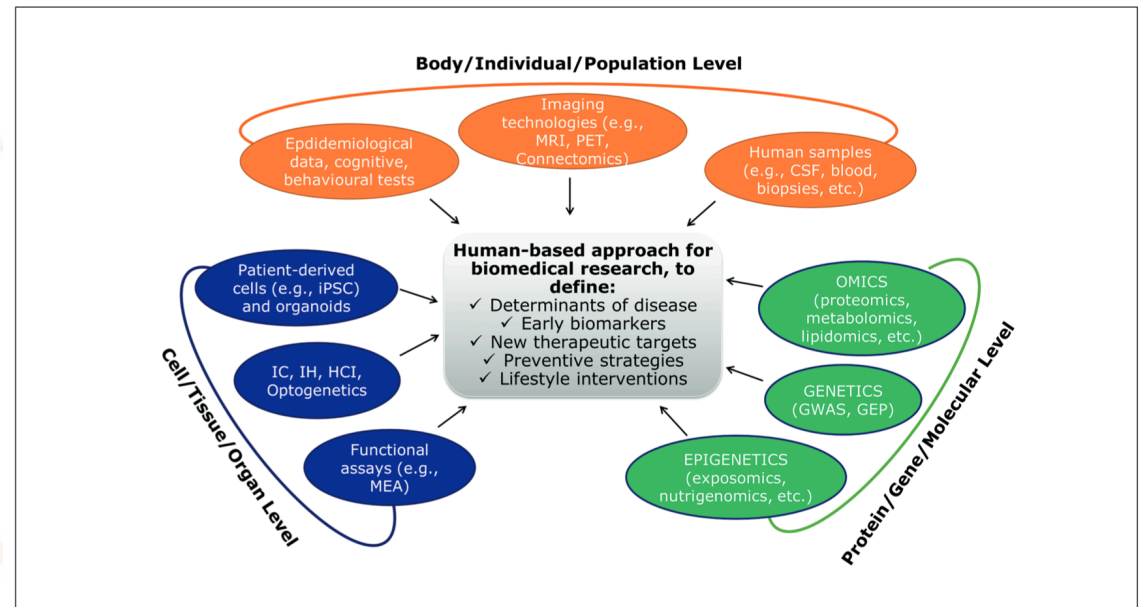 Body/Individual/Population Level
Epdidemiological
data, cognitive,
behavioural tests
Imaging
technologies (e.g.,
MRI, PET,
Connectomics)
Human samples
(e.g., CSF, blood,
biopsies, etc.)
Human-based approach for
biomedical research, to
define:
✓ Determinants of disease
✓ Early biomarkers
✓ New therapeutic targets
✓ Preventive strategies
✓ Lifestyle interventions
Cell/Tissue/Organ Level
Patient-derived
cells (e.g., iPSC)
and organoids
IC, IH, HCI,
Optogenetics
Functional
assays (e.g.,
MEA)
OMICS
(proteomics,
metabolomics,
lipidomics, etc.)
GENETICS
(GWAS, GEP)
EPIGENETICS
(exposomics,
nutrigenomics, etc.)
Protein/Gene/Molecular Level